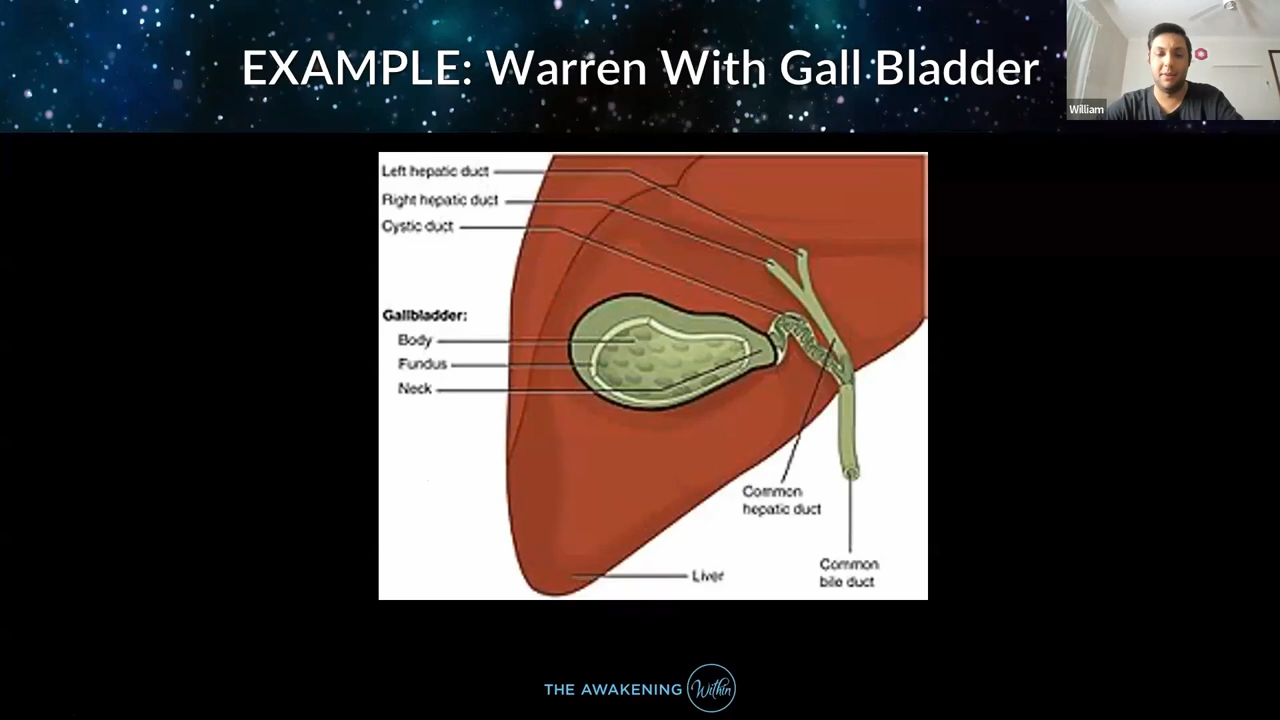 EXAMPLE: Warren With Gall Bladder
William
Left hepatic duct
Right hepatic duct
Cystic duct
Gallbladder:
Body
Fundus
Neck
Common
hepatic duct
Common
bile duct
Liver
THE AWAKENING Within